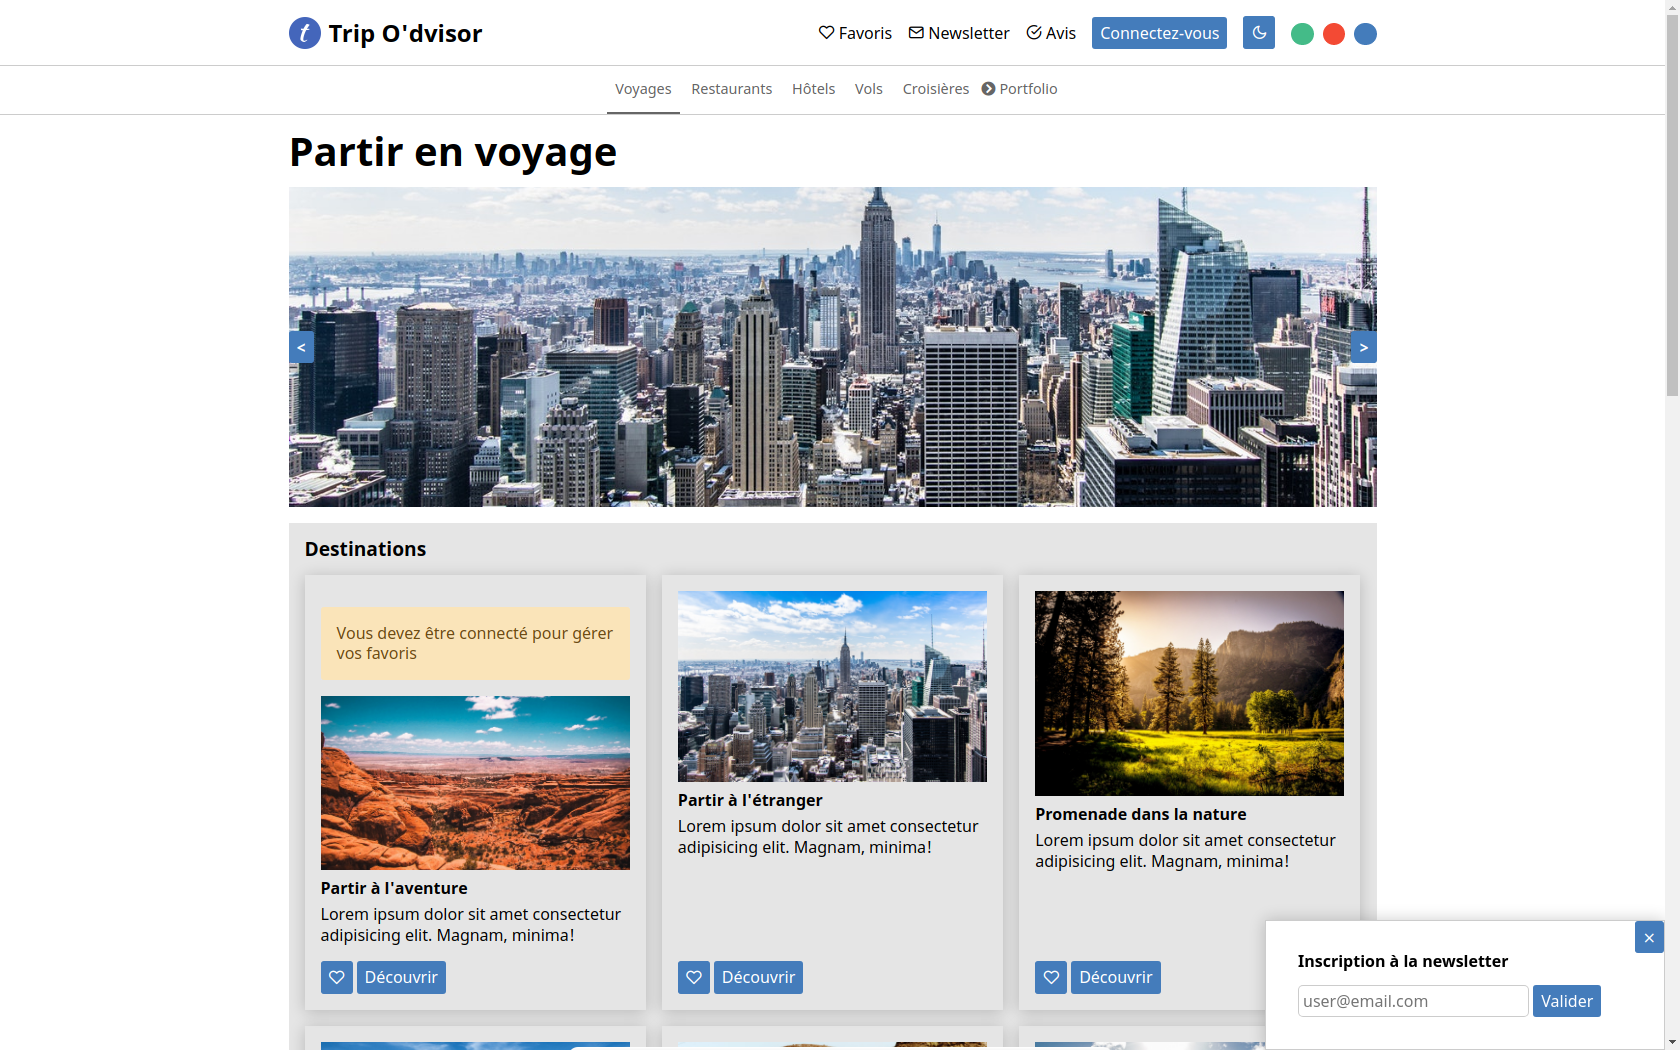 t Trip O'dvisor
Favoris Newsletter Avis Connectez-vous
Voyages Restaurants Hôtels Vols Croisières Portfolio
Partir en voyage
< >
Destinations
Vous devez être connecté pour gérer
vos favoris
Partir à l'aventure
Lorem ipsum dolor sit amet consectetur
adipisicing elit. Magnam, minima!
Découvrir
Partir à l'étranger
Lorem ipsum dolor sit amet consectetur
adipisicing elit. Magnam, minima!
Découvrir
Promenade dans la nature
Lorem ipsum dolor sit amet consectetur
adipisicing elit. Magnam, minima!
Découvrir
×
Inscription à la newsletter
user@email.com Valider